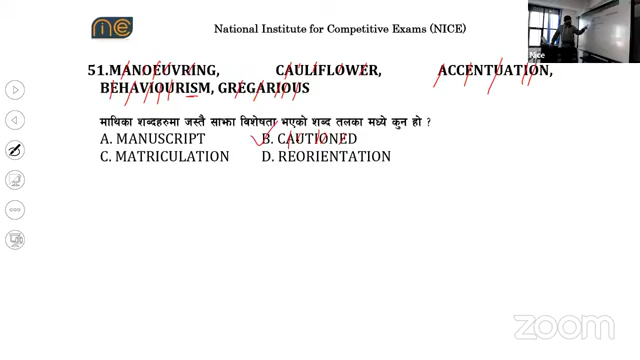 nie
National Institute for Competitive Exams (NICE)
Nice
51.MANOEUVRING, CAULIFLOWER, ACCENTUATION,
BEHAVIOURISM, GREGARIOUS
माथिका शब्दहरुमा जस्तै साझा विशेषता भएको शब्द तलका मध्ये कुन हो ?
A. MANUSCRIPT B. CAUTIONED
C. MATRICULATION D. REORIENTATION
zoom